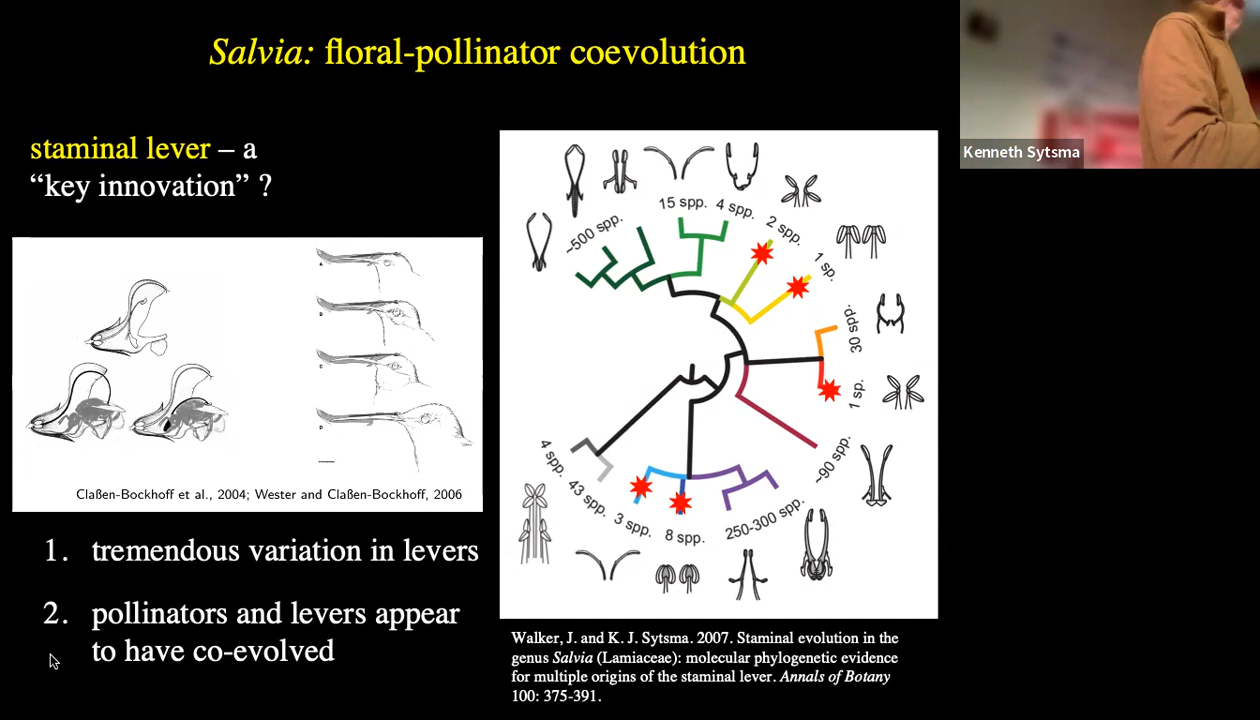 Salvia: floral-pollinator coevolution
Kenneth Sytsma
staminal lever – a
“key innovation” ?
Claßen-Bockhoff et al., 2004; Wester and Claßen-Bockhoff, 2006
1. tremendous variation in levers
2. pollinators and levers appear
to have co-evolved
~500 spp.
15 spp.
4 spp.
2 spp.
1 sp.
30 spp.
1 sp.
~90 spp.
250-300 spp.
8 spp.
3 spp.
43 spp.
4 spp.
Walker, J. and K. J. Sytsma. 2007. Staminal evolution in the
genus Salvia (Lamiaceae): molecular phylogenetic evidence
for multiple origins of the staminal lever. Annals of Botany
100: 375-391.